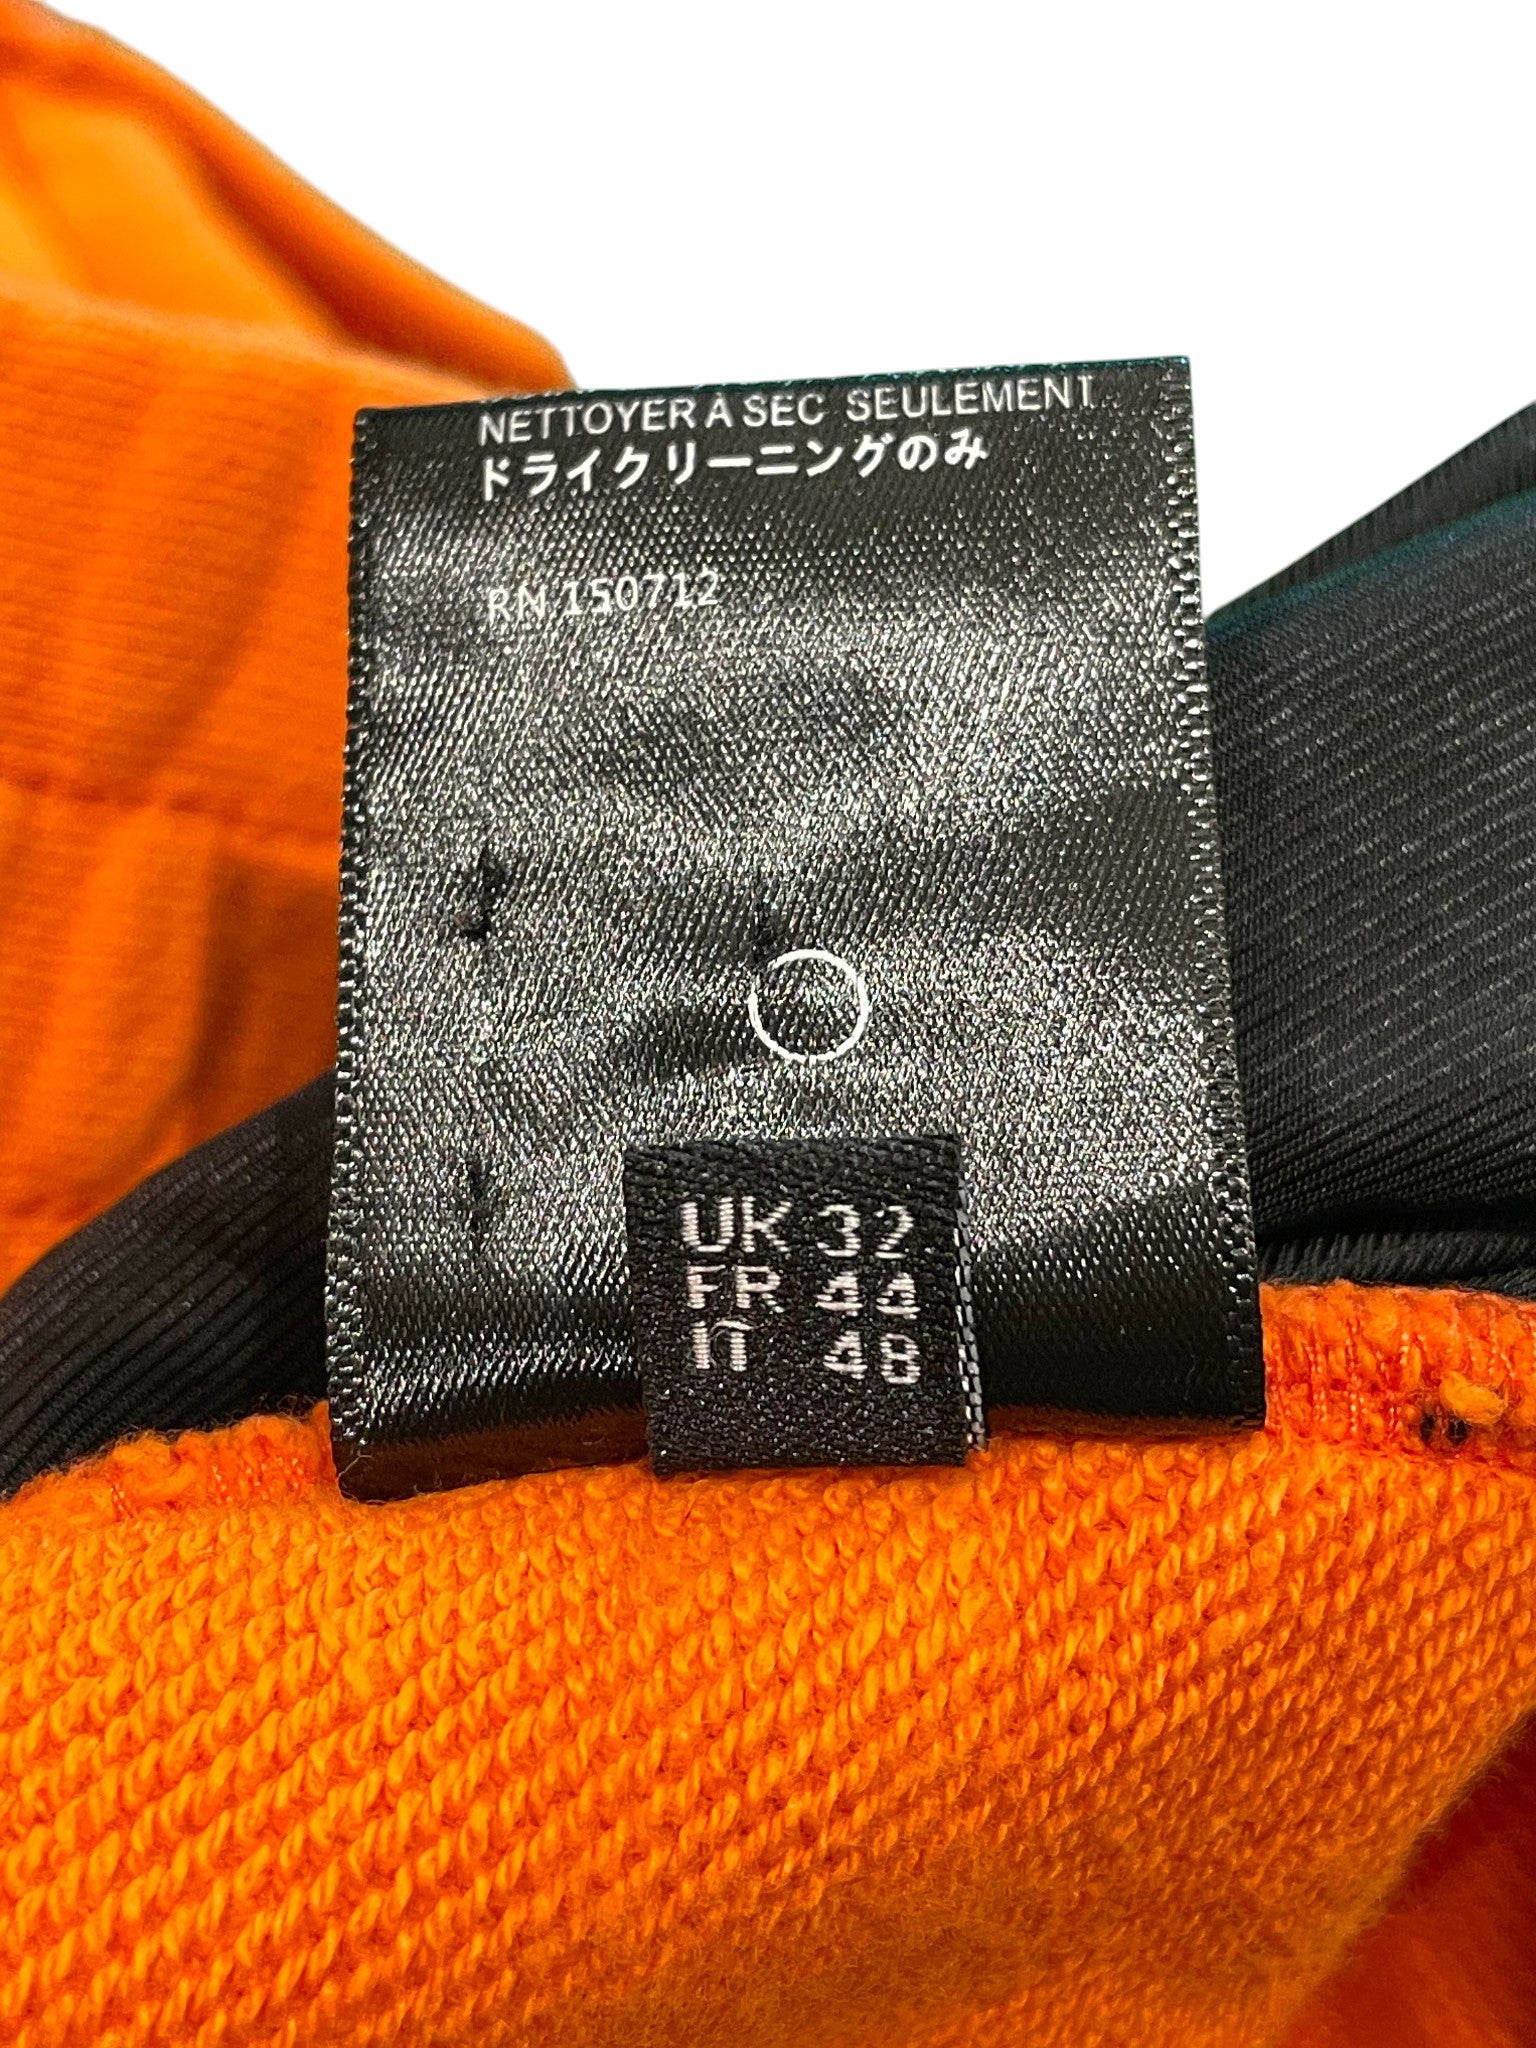 NETTOYER À SEC SEULEMENT
ドライクリーニングのみ
RN 150712
UK 32
FR 44
IT 48